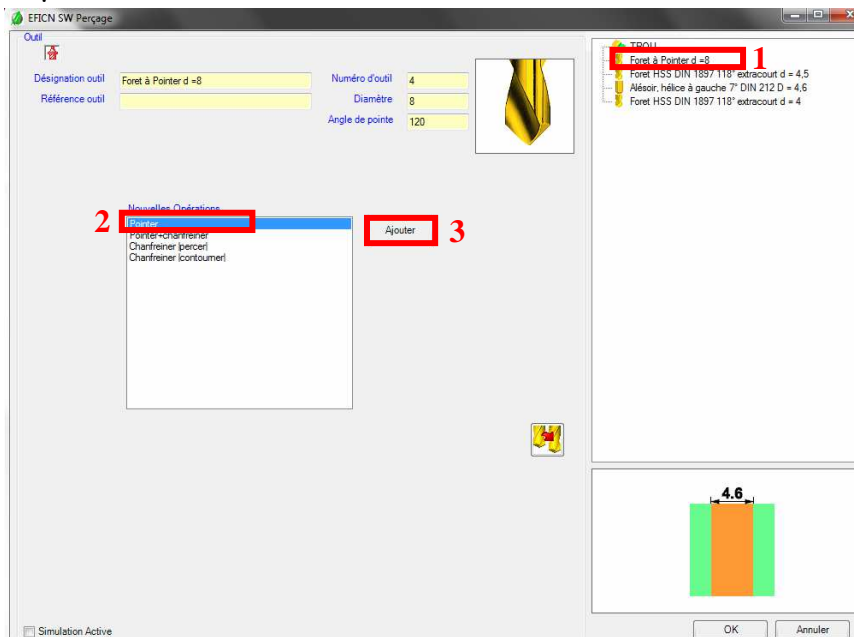 EFICN SW Perçage
Outil
Désignation outil Foret à Pointer d =8 Numéro d'outil 4
Référence outil Diamètre 8
Angle de pointe 120
TROU
Foret à Pointer d =8 1
Foret HSS DIN 1897 118° extracourt d = 4,5
Alésoir, hélice à gauche 7° DIN 212 D = 4,6
Foret HSS DIN 1897 118° extracourt d = 4
Nouvelles Opérations
2 Pointer Ajouter 3
Pointer+chanfreiner
Chanfreiner |percer|
Chanfreiner |contourner|
4.6
Simulation Active OK Annuler